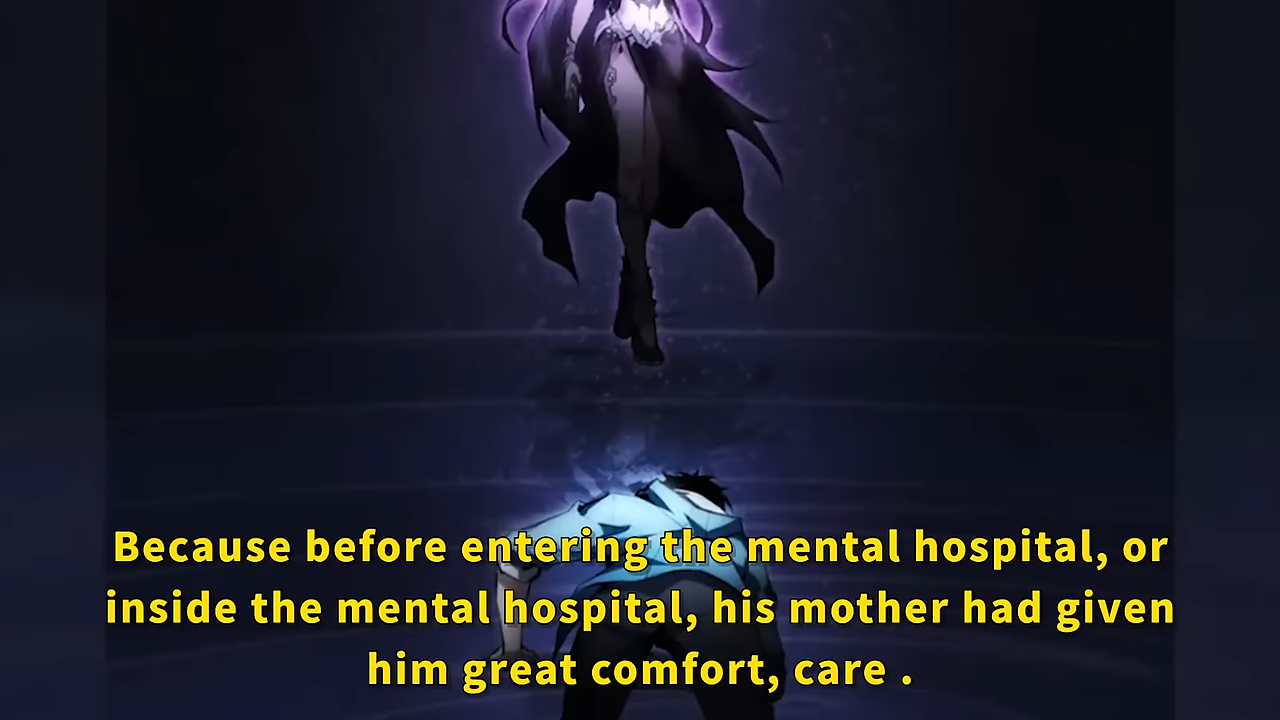 Because before entering the mental hospital, or
inside the mental hospital, his mother had given
him great comfort, care .